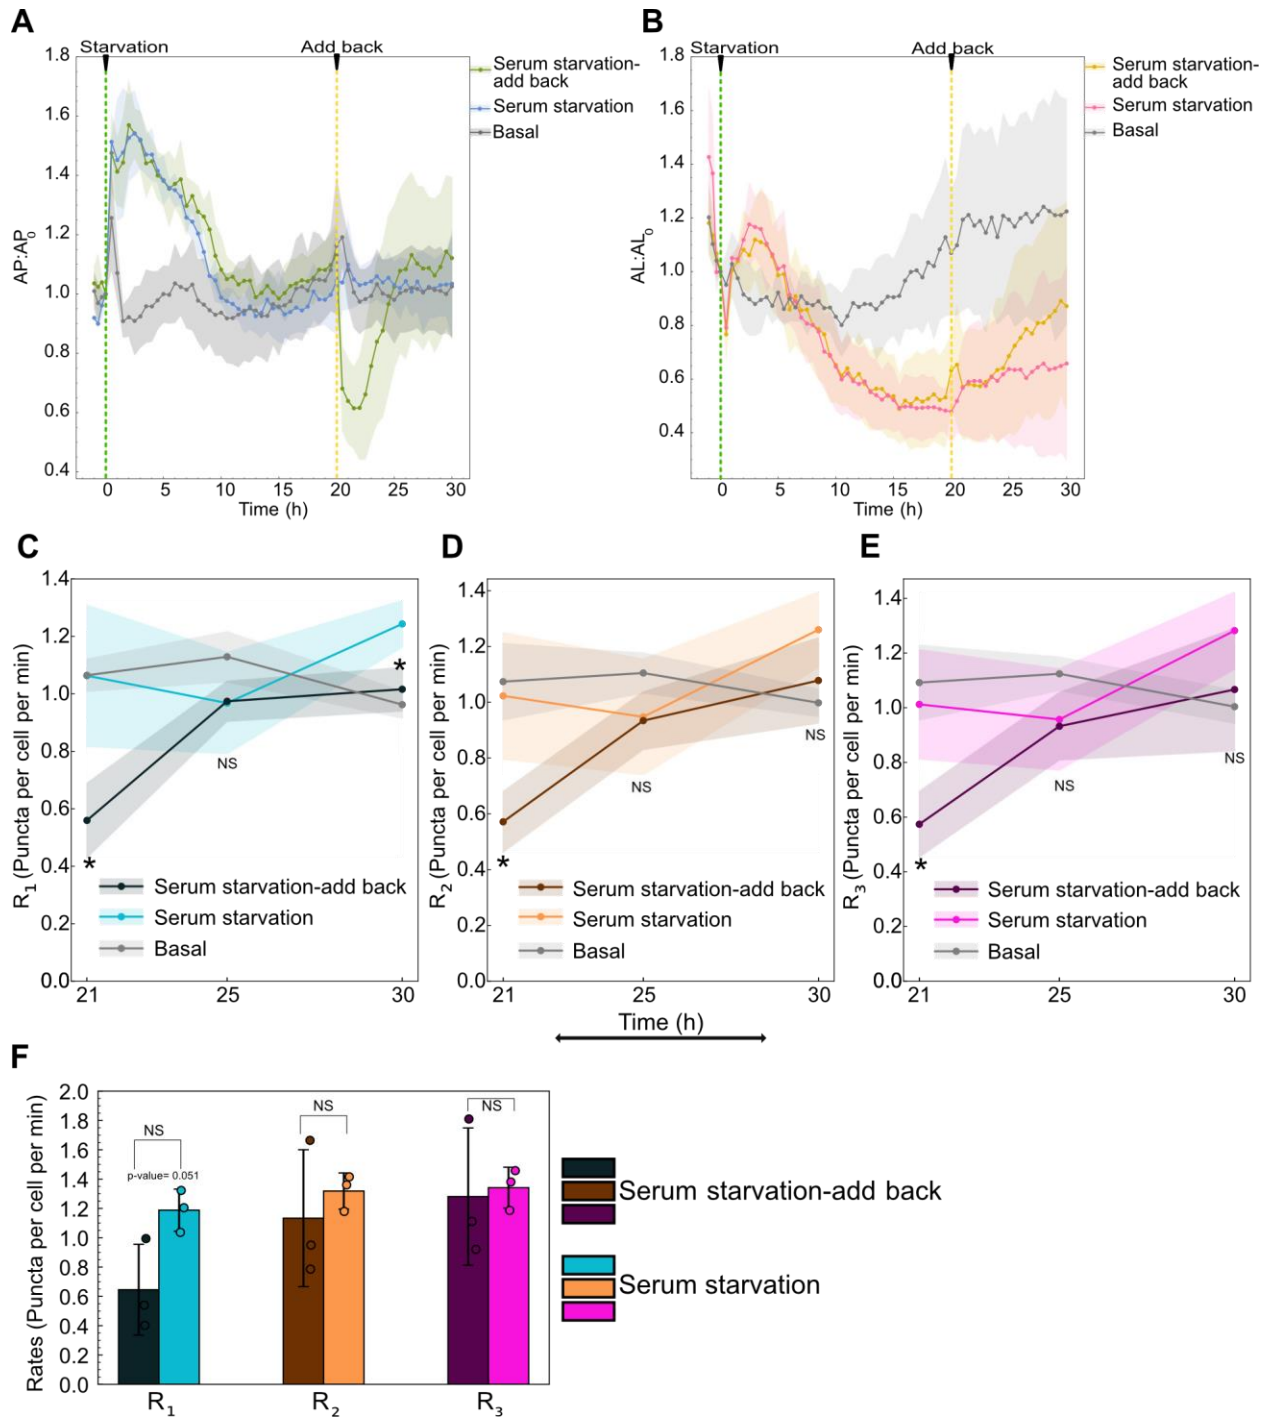 A
Starvation
Add back
1.8
1.6
1.4
1.2
1.0
0.8
0.6
0.4
AP:AP0
0
5
10
15
20
25
30
Time (h)
Serum starvation-
add back
Serum starvation
Basal
B
Starvation
Add back
1.8
1.6
1.4
1.2
1.0
0.8
0.6
0.4
AL:AL0
0
5
10
15
20
25
30
Time (h)
Serum starvation-
add back
Serum starvation
Basal
C
1.4
1.2
1.0
0.8
0.6
0.4
0.2
0.0
R1 (Puncta per cell per min)
*
NS
*
Serum starvation-add back
Serum starvation
Basal
21
25
30
D
1.4
1.2
1.0
0.8
0.6
0.4
0.2
0.0
R2 (Puncta per cell per min)
NS
NS
*
Serum starvation-add back
Serum starvation
Basal
21
25
30
Time (h)
E
1.4
1.2
1.0
0.8
0.6
0.4
0.2
0.0
R3 (Puncta per cell per min)
NS
NS
*
Serum starvation-add back
Serum starvation
Basal
21
25
30
F
2.0
1.8
1.6
1.4
1.2
1.0
0.8
0.6
0.4
0.2
0.0
Rates (Puncta per cell per min)
NS
p-value= 0.051
NS
NS
R1
R2
R3
Serum starvation-add back
Serum starvation